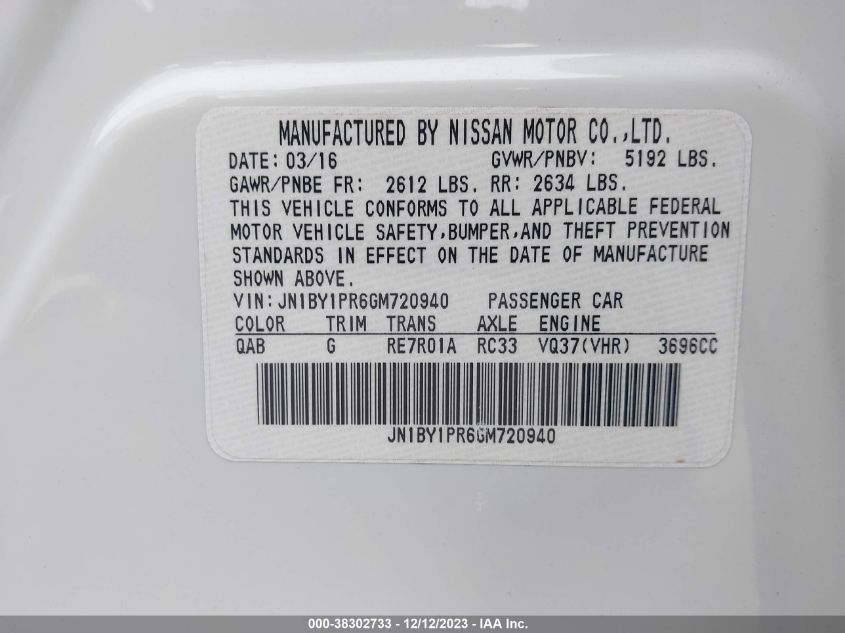 MANUFACTURED BY NISSAN MOTOR CO.,LTD.
DATE: 03/16 GVWR/PNBV: 5192 LBS.
GAWR/PNBE FR: 2612 LBS. RR: 2634 LBS.
THIS VEHICLE CONFORMS TO ALL APPLICABLE FEDERAL
MOTOR VEHICLE SAFETY,BUMPER,AND THEFT PREVENTION
STANDARDS IN EFFECT ON THE DATE OF MANUFACTURE
SHOWN ABOVE.
VIN: JN1BY1PR6GM720940 PASSENGER CAR
COLOR TRIM TRANS AXLE ENGINE
QAB G RE7R01A RC33 VQ37(VHR) 3696CC
JN1BY1PR6GM720940
000-38302733 - 12/12/2023 - IAA Inc.